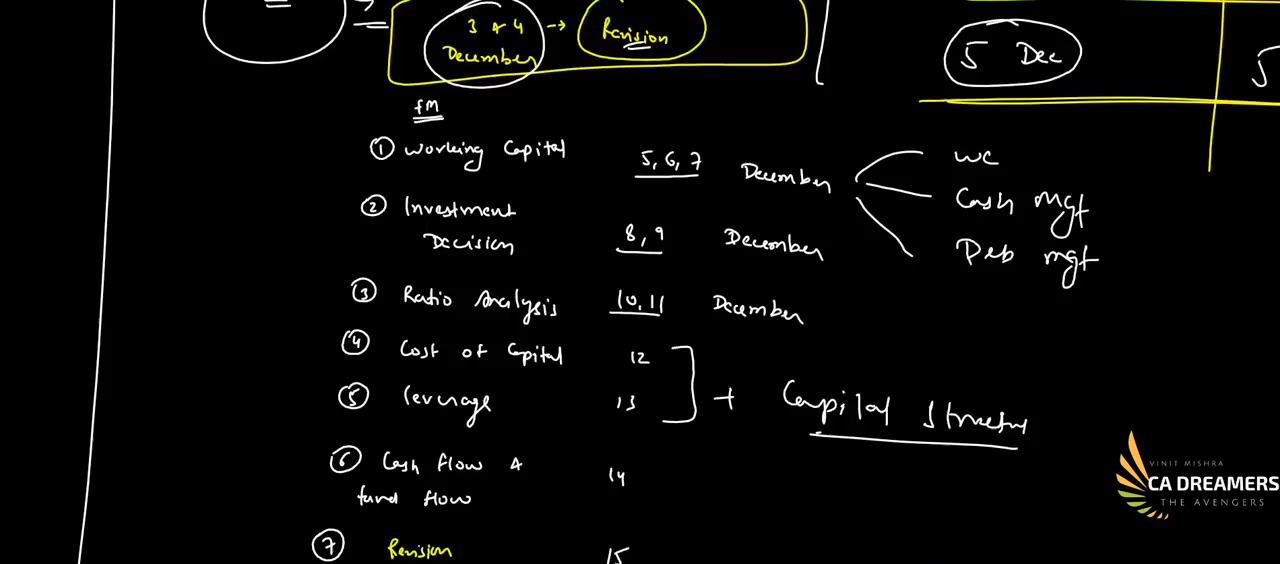 3 & 4 → Revision
December
5 Dec
5
FM
① Working Capital 5, 6, 7 December
WC
Cash mgt
Deb mgt
② Investment
Decision 8, 9 December
③ Ratio Analysis 10, 11 December
④ Cost of Capital 12
⑤ leverage 13
+ Capital Structure
⑥ Cash flow &
fund flow 14
⑦ Revision 15
VINIT MISHRA
CA DREAMERS
THE AVENGERS